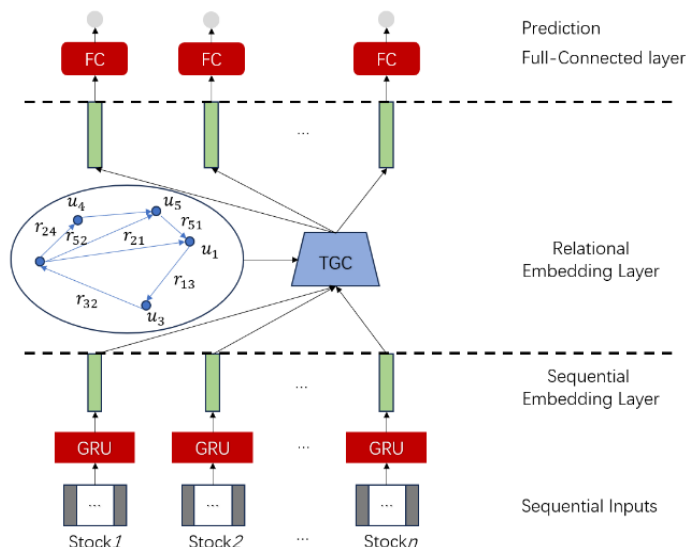 Prediction
FC FC FC Full-Connected layer
...
u₄ u₅
r₂₄ r₅₂ r₂₁ r₅₁
u₁
TGC
Relational
Embedding Layer
r₃₂ r₁₃
u₃
Sequential
Embedding Layer
...
GRU GRU ... GRU
... ... ... Sequential Inputs
Stock1 Stock2 ... Stockn